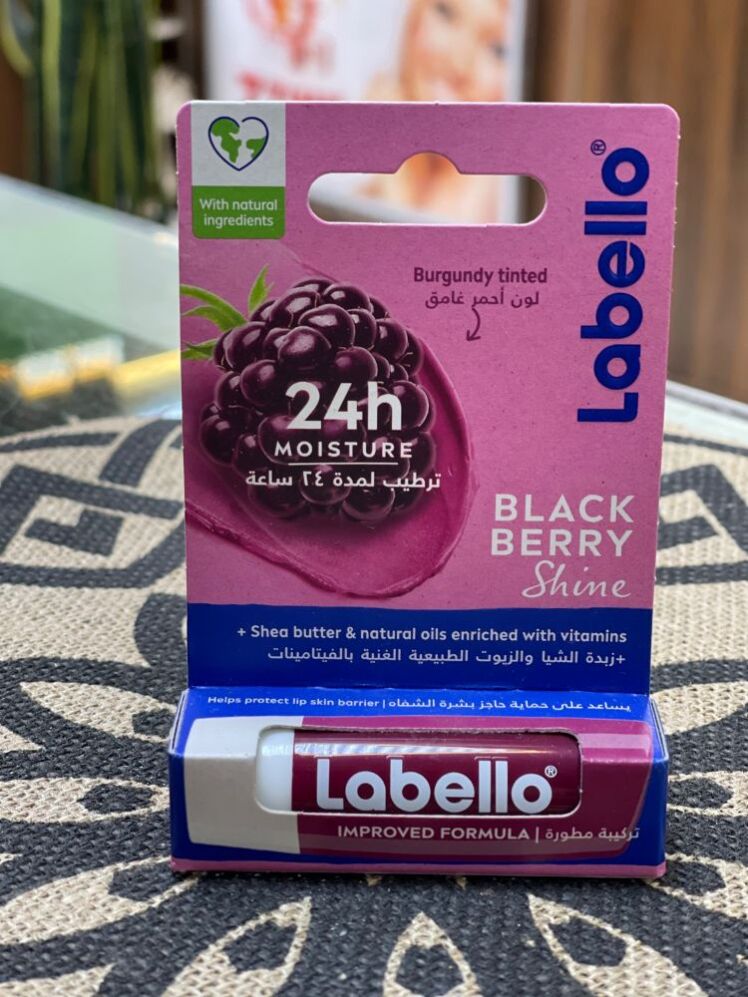 With natural
ingredients
Labello®
Burgundy tinted
لون أحمر غامق
24h
MOISTURE
ترطيب لمدة ٢٤ ساعة
BLACK
BERRY
Shine
+ Shea butter & natural oils enriched with vitamins
+زبدة الشيا والزيوت الطبيعية الغنية بالفيتامينات
Helps protect lip skin barrier | يساعد على حماية حاجز بشرة الشفاه
Labello®
IMPROVED FORMULA | تركيبة مطورة